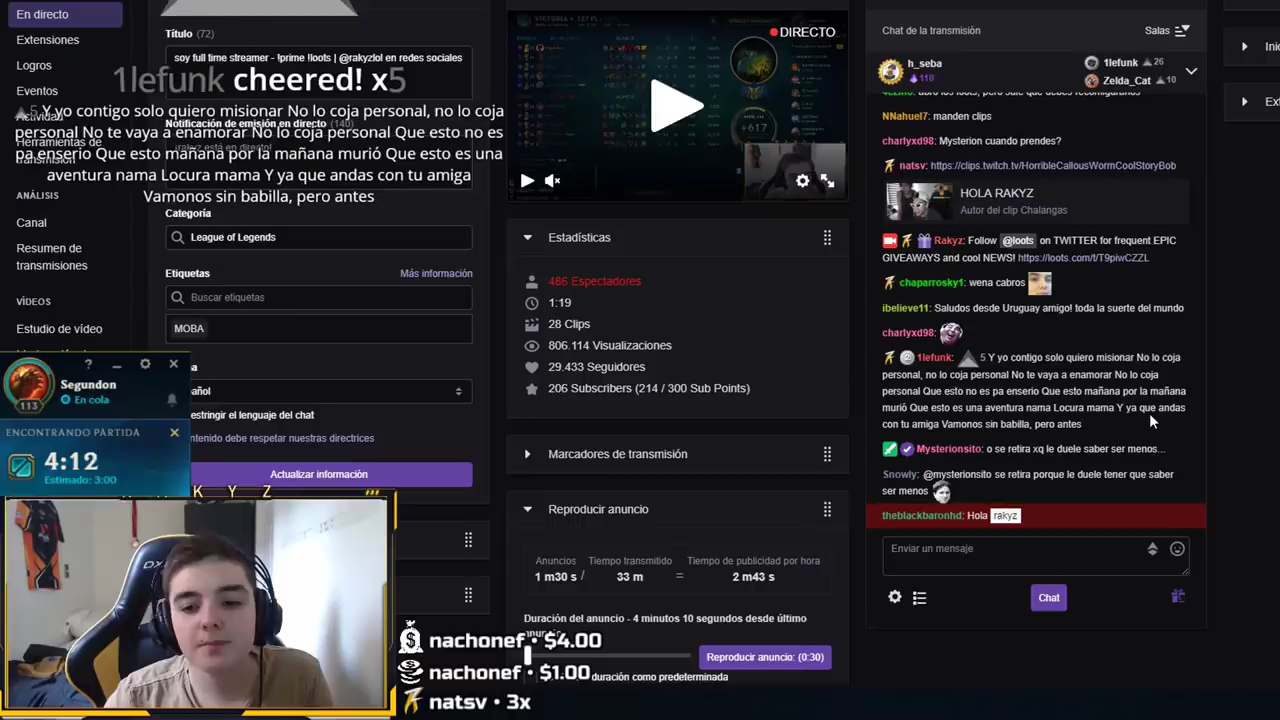 En directo
Extensiones
Logros
Eventos
Herramientas de
ANÁLISIS
Canal
Resumen de
transmisiones
VÍDEOS
Estudio de vídeo
Título (72)
soy full time streamer - !prime !loots | @rakyzlol en redes sociales
1lefunk cheered! x5
5 Y yo contigo solo quiero misionar No lo coja personal, no lo coja
personal No te vaya a enamorar No lo coja personal Que esto no es
pa enserio Que esto mañana por la mañana murió Que esto es una
aventura nama Locura mama Y ya que andas con tu amiga
Vamonos sin babilla, pero antes
Notificación de emisión en directo (140)
¡rakyz está en directo!
Categoría
League of Legends
Etiquetas
Más información
Buscar etiquetas
MOBA
Actualizar información
?
Segundon
En cola
113
ENCONTRANDO PARTIDA
4:12
Estimado: 3:00
K Y Z
nachonef • $4.00
nachonef • $1.00
natsv • 3x
DIRECTO
+617
Estadísticas
486 Espectadores
1:19
28 Clips
806.114 Visualizaciones
29.433 Seguidores
206 Subscribers (214 / 300 Sub Points)
Marcadores de transmisión
Reproducir anuncio
Anuncios
Tiempo transmitido
Tiempo de publicidad por hora
1 m30 s /
33 m
=
2 m43 s
Duración del anuncio - 4 minutos 10 segundos desde último
Reproducir anuncio: (0:30)
duración como predeterminada
Chat de la transmisión
Salas
h_seba
110
1lefunk 26
Zelda_Cat 10
NNahuel7: manden clips
charlyxd98: Mysterion cuando prendes?
natsv: https://clips.twitch.tv/HorribleCallousWormCoolStoryBob
HOLA RAKYZ
Autor del clip Chalangas
Rakyz: Follow @loots on TWITTER for frequent EPIC
GIVEAWAYS and cool NEWS! https://loots.com/t/T9piwCZZL
chaparrosky1: wena cabros
ibelieve11: Saludos desde Uruguay amigo! toda la suerte del mundo
charlyxd98:
1lefunk: 5 Y yo contigo solo quiero misionar No lo coja
personal, no lo coja personal No te vaya a enamorar No lo coja
personal Que esto no es pa enserio Que esto mañana por la mañana
murió Que esto es una aventura nama Locura mama Y ya que andas
con tu amiga Vamonos sin babilla, pero antes
Mysterionsito: o se retira xq le duele saber ser menos...
Snowly: @mysterionsito se retira porque le duele tener que saber
ser menos
theblackbaronhd: Hola rakyz
Enviar un mensaje
Chat